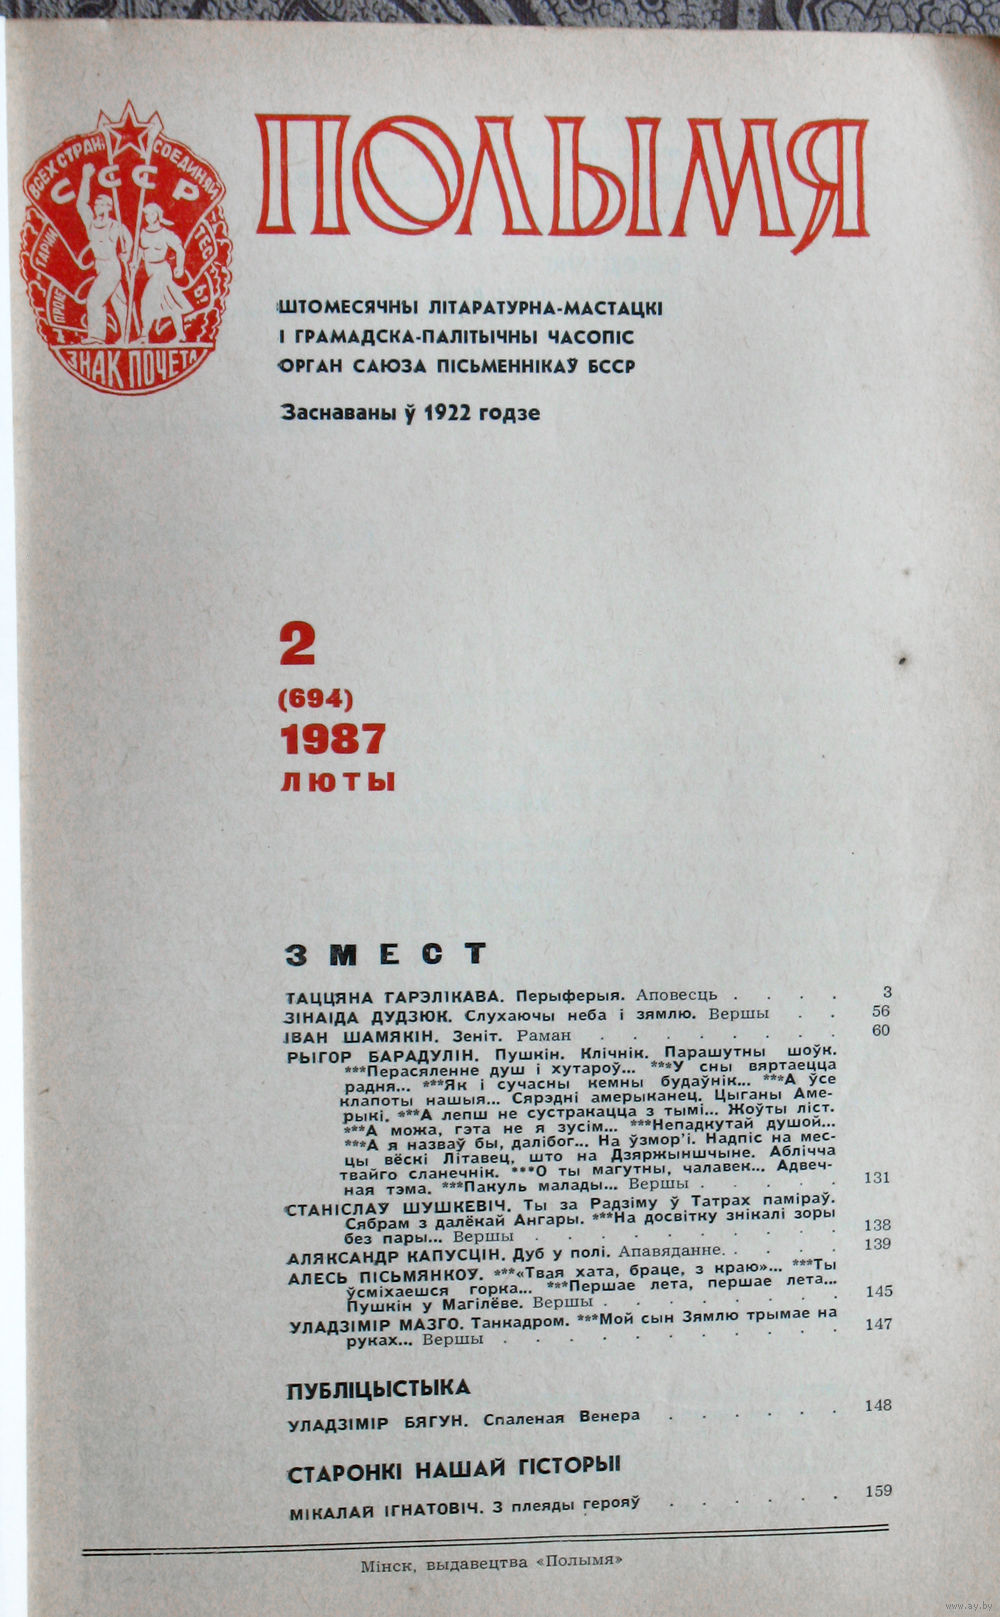 ВСЕХ СТРАН, СОЕДИНЯЙТЕСЬ!
ПРОЛЕТАРИИ
СССР
ЗНАК ПОЧЕТА
ПОЛЫМЯ
ШТОМЕСЯЧНЫ ЛІТАРАТУРНА-МАСТАЦКІ
І ГРАМАДСКА-ПАЛІТЫЧНЫ ЧАСОПІС
ОРГАН САЮЗА ПІСЬМЕННІКАЎ БССР
Заснаваны ў 1922 годзе
2
(694)
1987
ЛЮТЫ
ЗМЕСТ
ТАЦЦЯНА ГАРЭЛІКАВА. Перыферыя. Аповесць . . . . 3
ЗІНАІДА ДУДЗЮК. Слухаючы неба і зямлю. Вершы . . 56
ІВАН ШАМЯКІН. Зеніт. Раман . . . . . . . 60
РЫГОР БАРАДУЛІН. Пушкін. Клічнік. Парашутны шоўк.
***Перасяленне душ і хутароў... ***У сны вяртаецца
радня... ***Як і сучасны кемны будаўнік... ***А ўсе
клапоты нашыя... Сярэдні амерыканец. Цыганы Аме-
рыкі. ***А лепш не сустракацца з тымі... Жоўты ліст.
***А можа, гэта не я зусім... ***Непадкутай душой...
***А я назваў бы, далібог... На ўзмор'і. Надпіс на мес-
цы вёскі Літавец, што на Дзяржыншчыне. Аблічча
твайго сланечнік. ***О ты магутны, чалавек... Адвеч-
ная тэма. ***Пакуль малады... Вершы . . . . . 131
СТАНІСЛАЎ ШУШКЕВІЧ. Ты за Радзіму ў Татрах паміраў.
Сябрам з далёкай Ангары. ***На досвітку знікалі зоры
без пары... Вершы . . . . . . . . . 138
АЛЯКСАНДР КАПУСЦІН. Дуб у полі. Апавяданне. . . . . 139
АЛЕСЬ ПІСЬМЯНКОЎ. ***«Твая хата, браце, з краю»... ***Ты
ўсміхаешся горка... ***Першае лета, першае лета...
Пушкін у Магілёве. Вершы . . . . . . . 145
УЛАДЗІМІР МАЗГО. Танкадром. ***Мой сын Зямлю трымае на
руках... Вершы . . . . . . . . . . 147
ПУБЛІЦЫСТЫКА
УЛАДЗІМІР БЯГУН. Спаленая Венера . . . . . . 148
СТАРОНКІ НАШАЙ ГІСТОРЫІ
МІКАЛАЙ ІГНАТОВІЧ. З плеяды герояў . . . . . . 159
Мінск, выдавецтва «Полымя»
www.ay.by